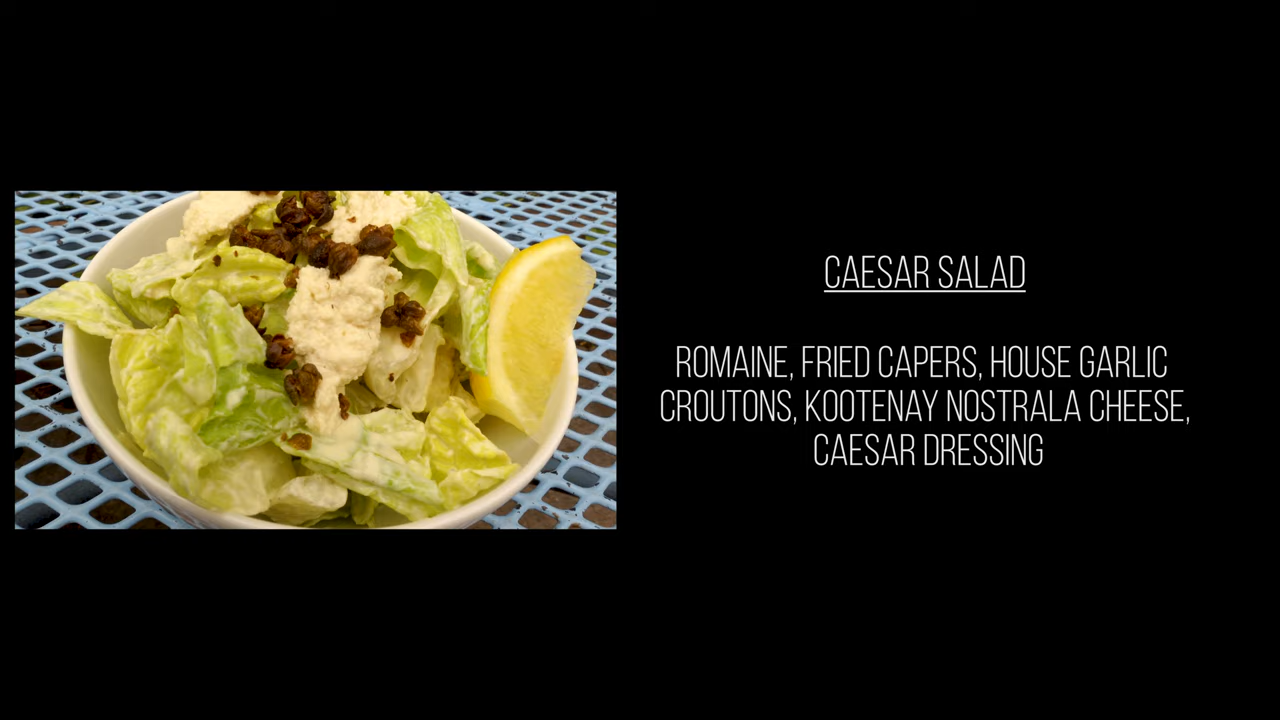 CAESAR SALAD
ROMAINE, FRIED CAPERS, HOUSE GARLIC
CROUTONS, KOOTENAY NOSTRALA CHEESE,
CAESAR DRESSING